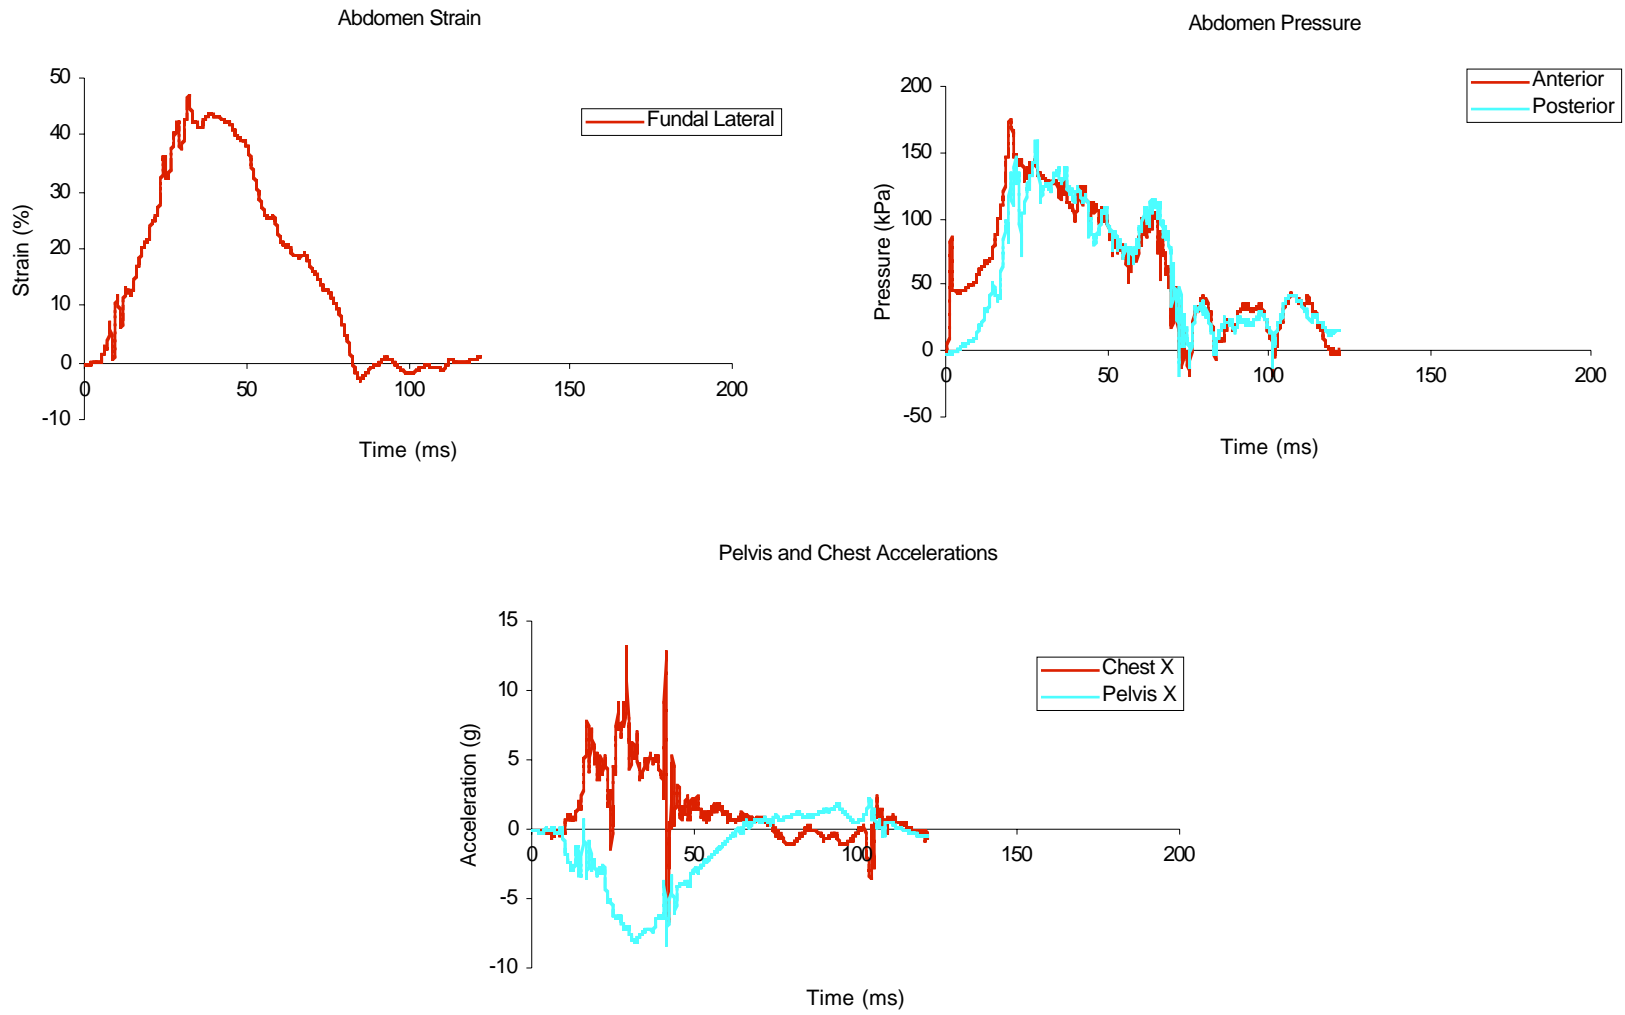 Abdomen Strain
50
40
30
20
10
0
-10
0
50
100
150
200
Strain (%)
Time (ms)
Fundal Lateral
Abdomen Pressure
200
150
100
50
0
-50
0
50
100
150
200
Pressure (kPa)
Time (ms)
Anterior
Posterior
Pelvis and Chest Accelerations
15
10
5
0
-5
-10
0
50
100
150
200
Acceleration (g)
Time (ms)
Chest X
Pelvis X